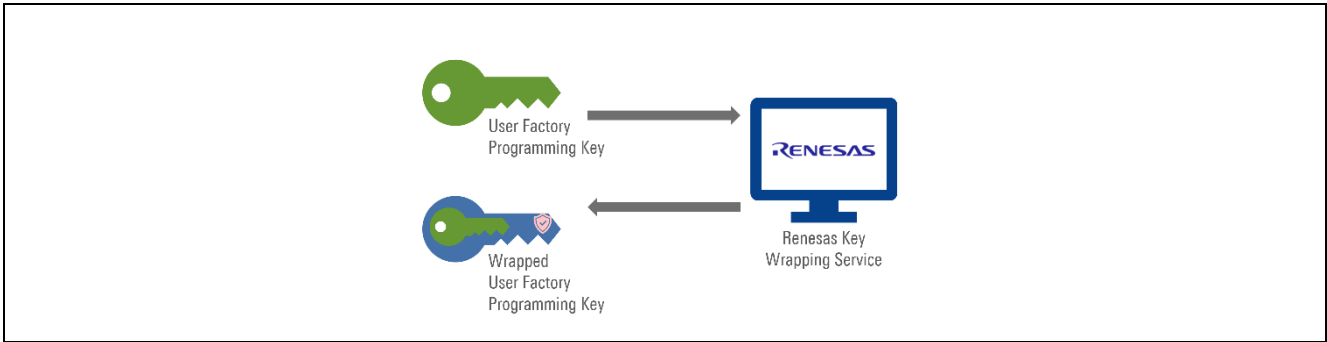 User Factory
Programming Key
RENESAS
Renesas Key
Wrapping Service
Wrapped
User Factory
Programming Key